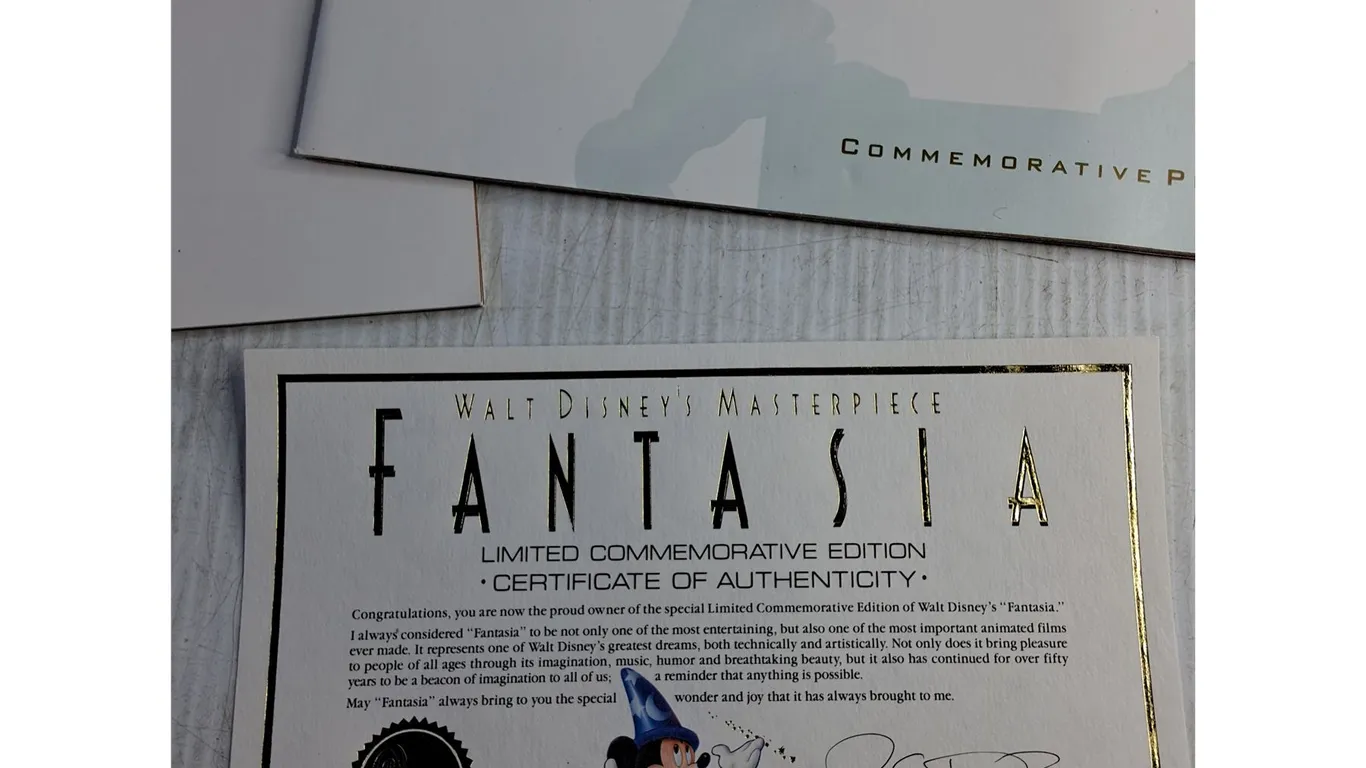 COMMEMORATIVE P
WALT DISNEY'S MASTERPIECE
FANTASIA
LIMITED COMMEMORATIVE EDITION
• CERTIFICATE OF AUTHENTICITY •
Congratulations, you are now the proud owner of the special Limited Commemorative Edition of Walt Disney's "Fantasia."
I always considered "Fantasia" to be not only one of the most entertaining, but also one of the most important animated films
ever made. It represents one of Walt Disney's greatest dreams, both technically and artistically. Not only does it bring pleasure
to people of all ages through its imagination, music, humor and breathtaking beauty, but it also has continued for over fifty
years to be a beacon of imagination to all of us; a reminder that anything is possible.
May "Fantasia" always bring to you the special wonder and joy that it has always brought to me.